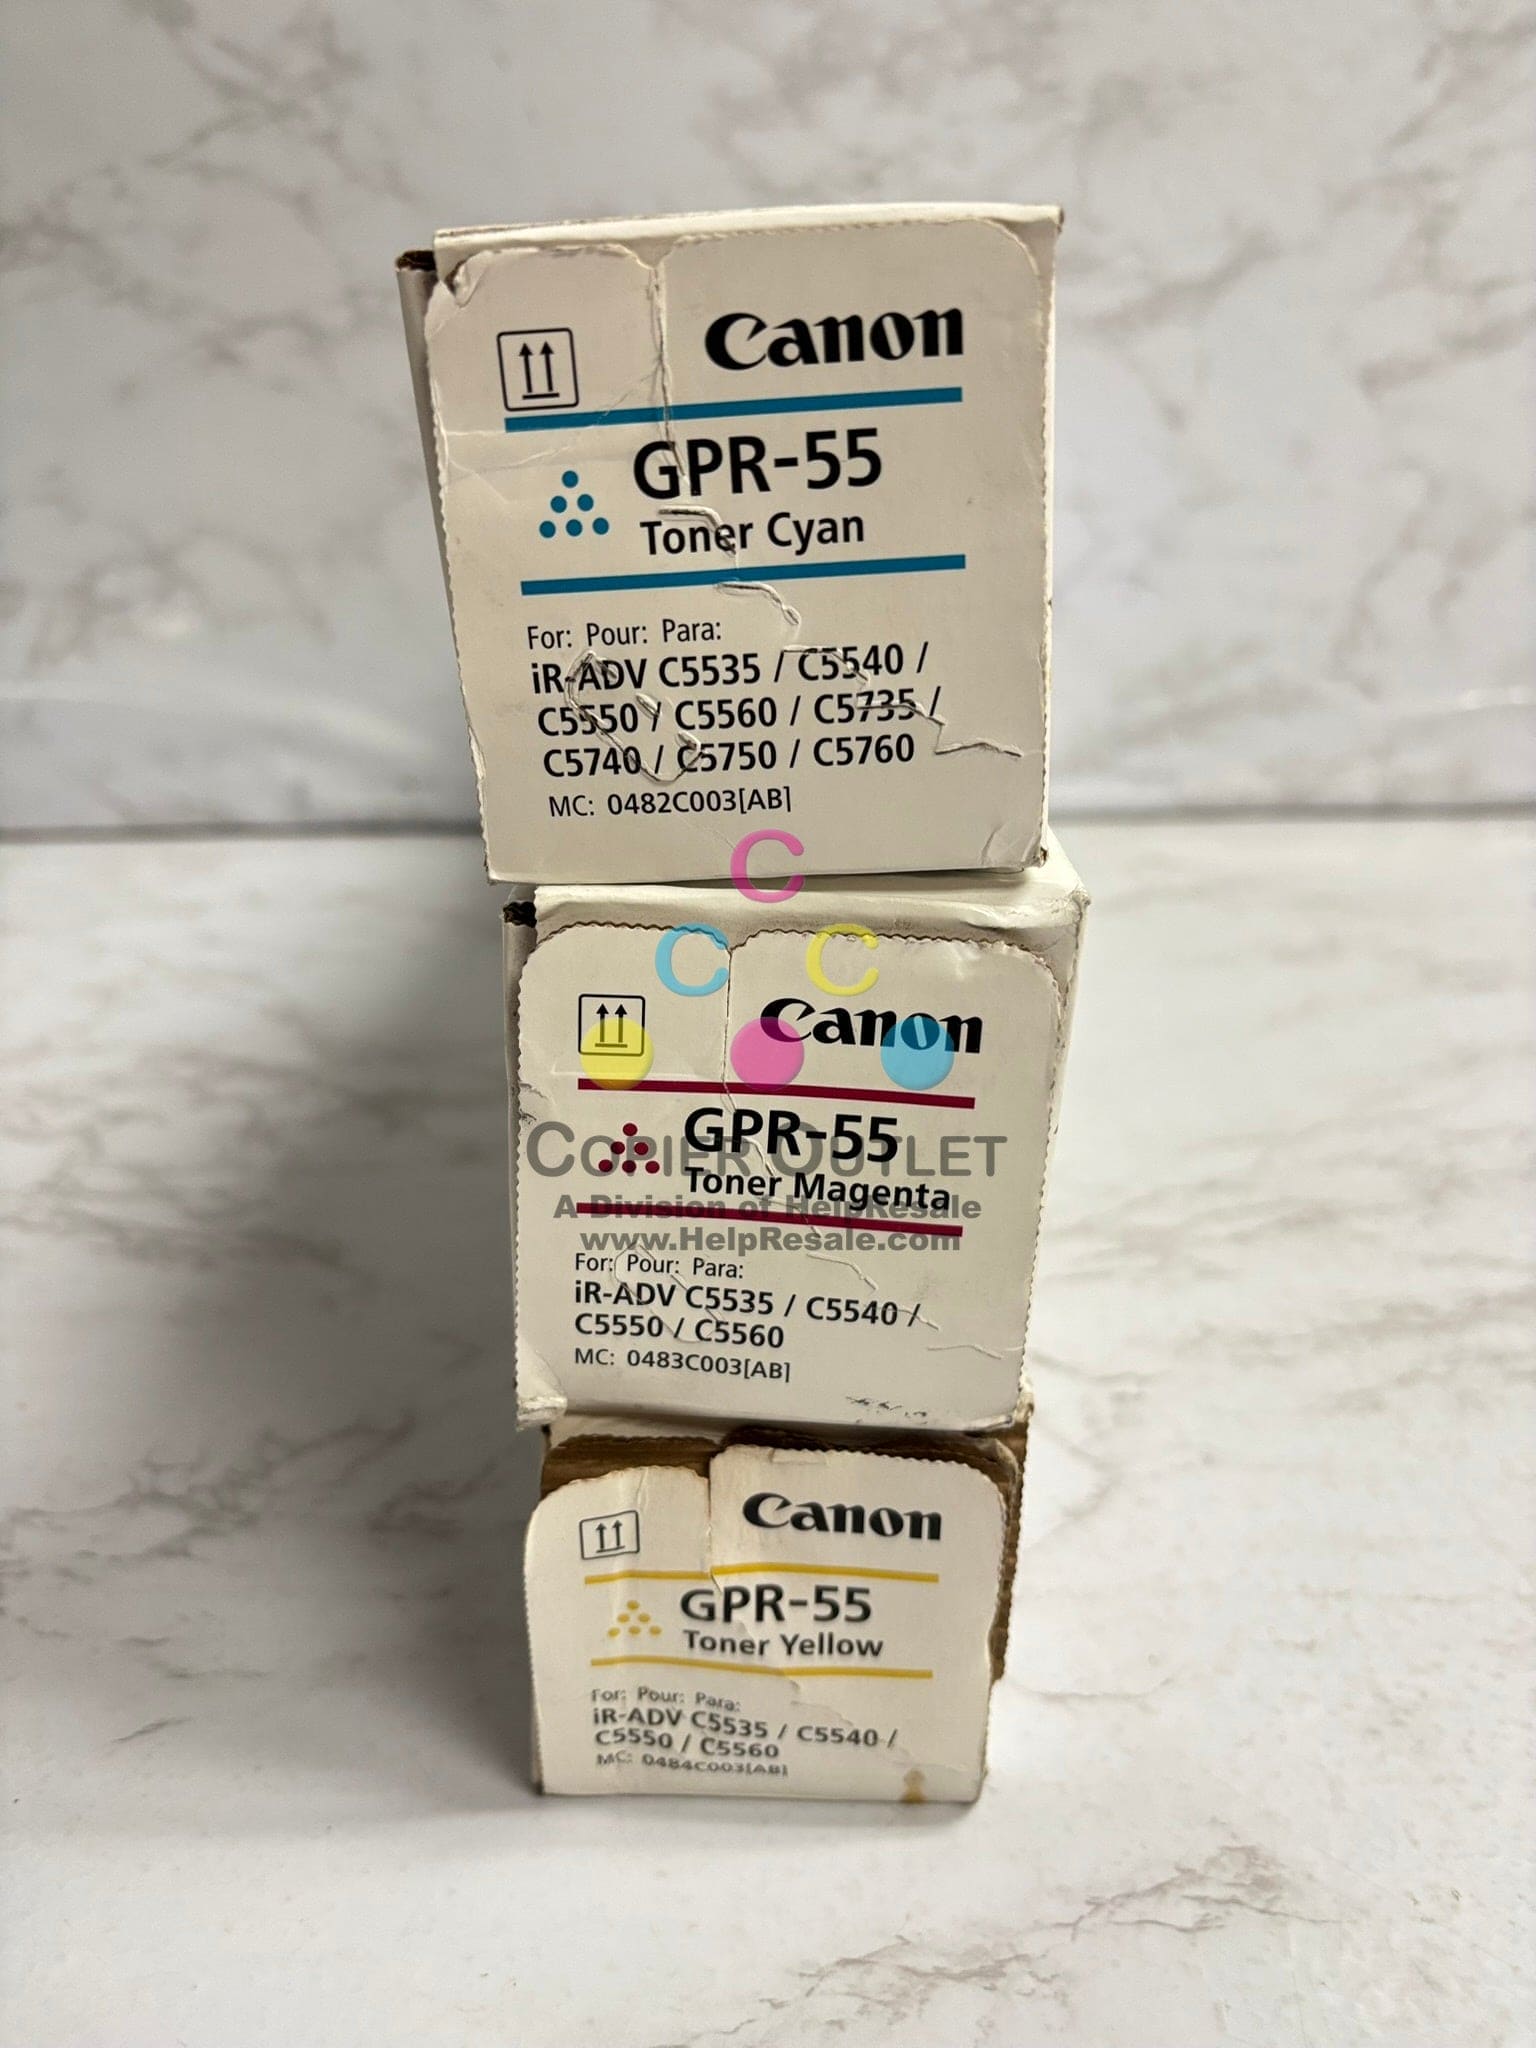 Canon
GPR-55
Toner Cyan
For: Pour: Para:
iR-ADV C5535 / C5540 /
C5550 / C5560 / C5735 /
C5740 / C5750 / C5760
MC: 0482C003[AB]
C
C C
Canon
GPR-55
COPIER OUTLET
Toner Magenta
A Division of HelpResale
www.HelpResale.com
For: Pour: Para:
iR-ADV C5535 / C5540 /
C5550 / C5560
MC: 0483C003[AB]
Canon
GPR-55
Toner Yellow
For: Pour: Para:
iR-ADV C5535 / C5540 /
C5550 / C5560
MC: 0484C003[AB]